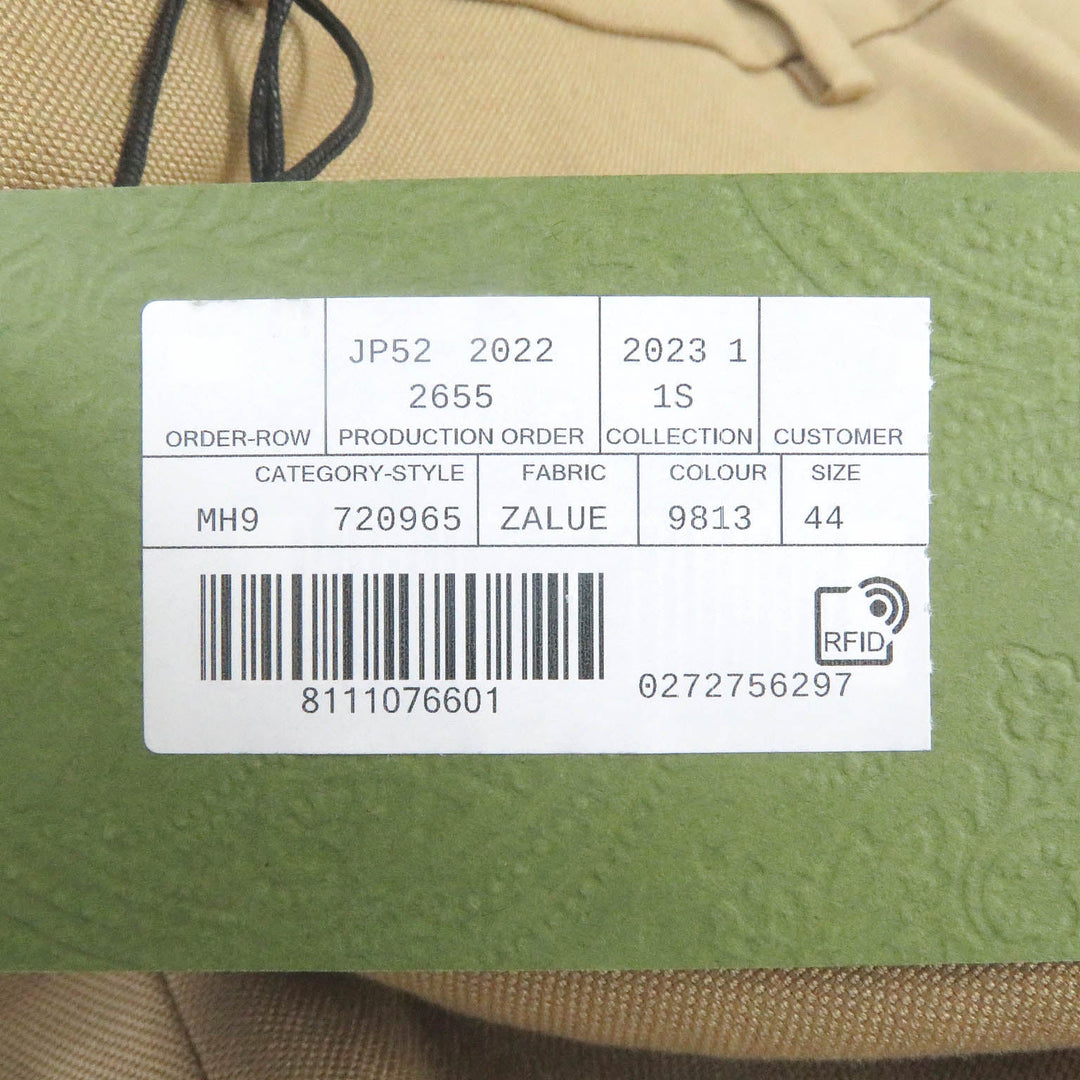 JP52 2022 2023 1
2655 1S
ORDER-ROW PRODUCTION ORDER COLLECTION CUSTOMER
CATEGORY-STYLE FABRIC COLOUR SIZE
MH9 720965 ZALUE 9813 44
RFID
8111076601 0272756297